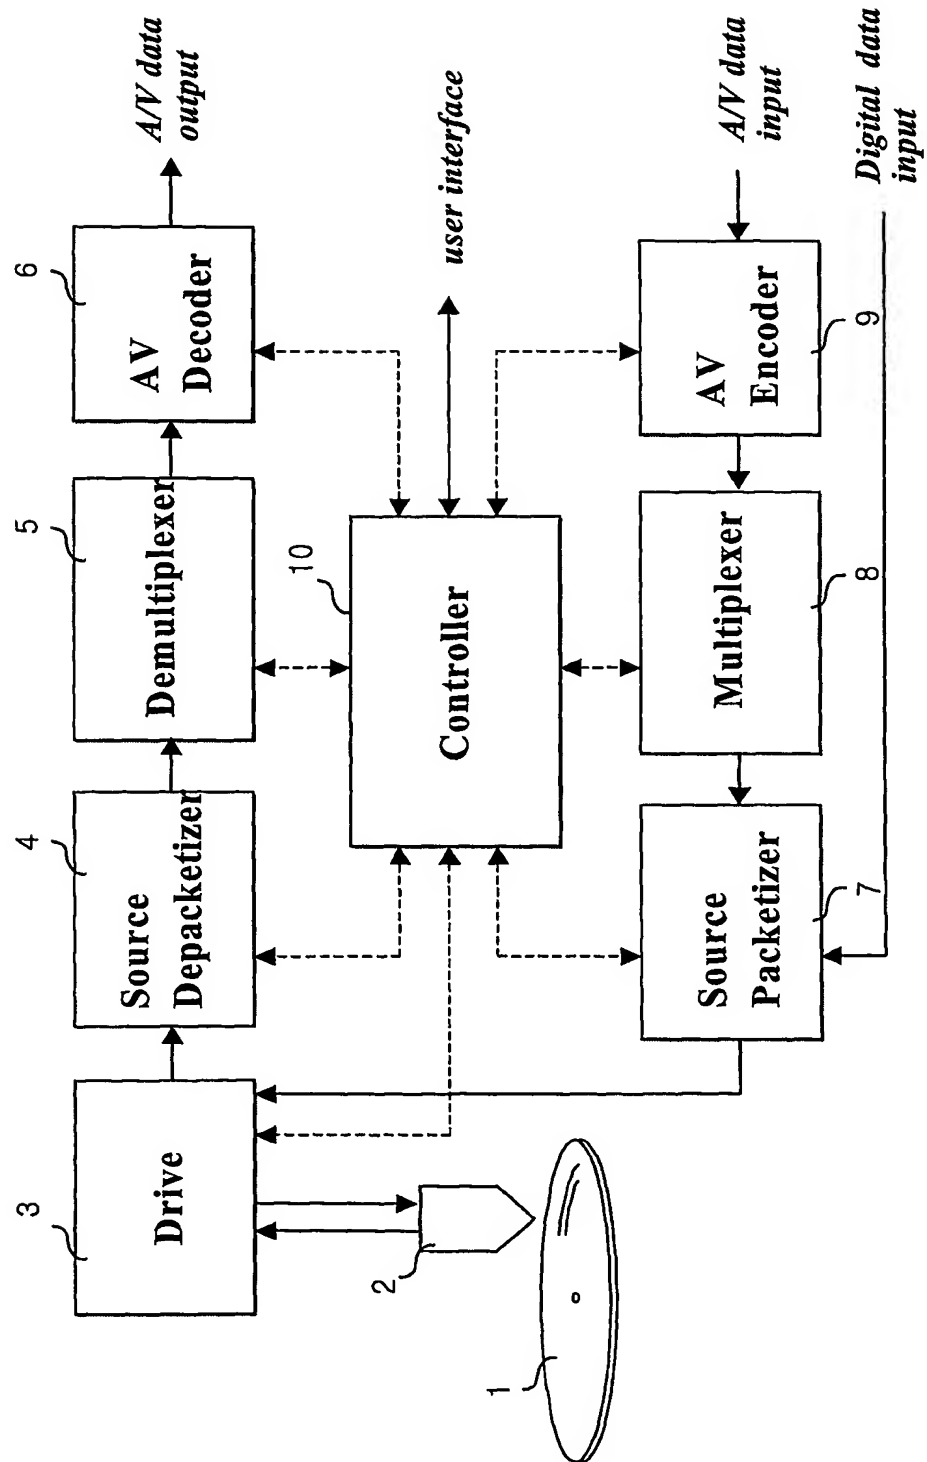 3
Drive
4
Source
Depacketizer
5
Demultiplexer
6
AV
Decoder
A/V data
output
10
Controller
user interface
2
1
Source
Packetizer
7
Multiplexer
8
AV
Encoder
9
A/V data
input
Digital data
input